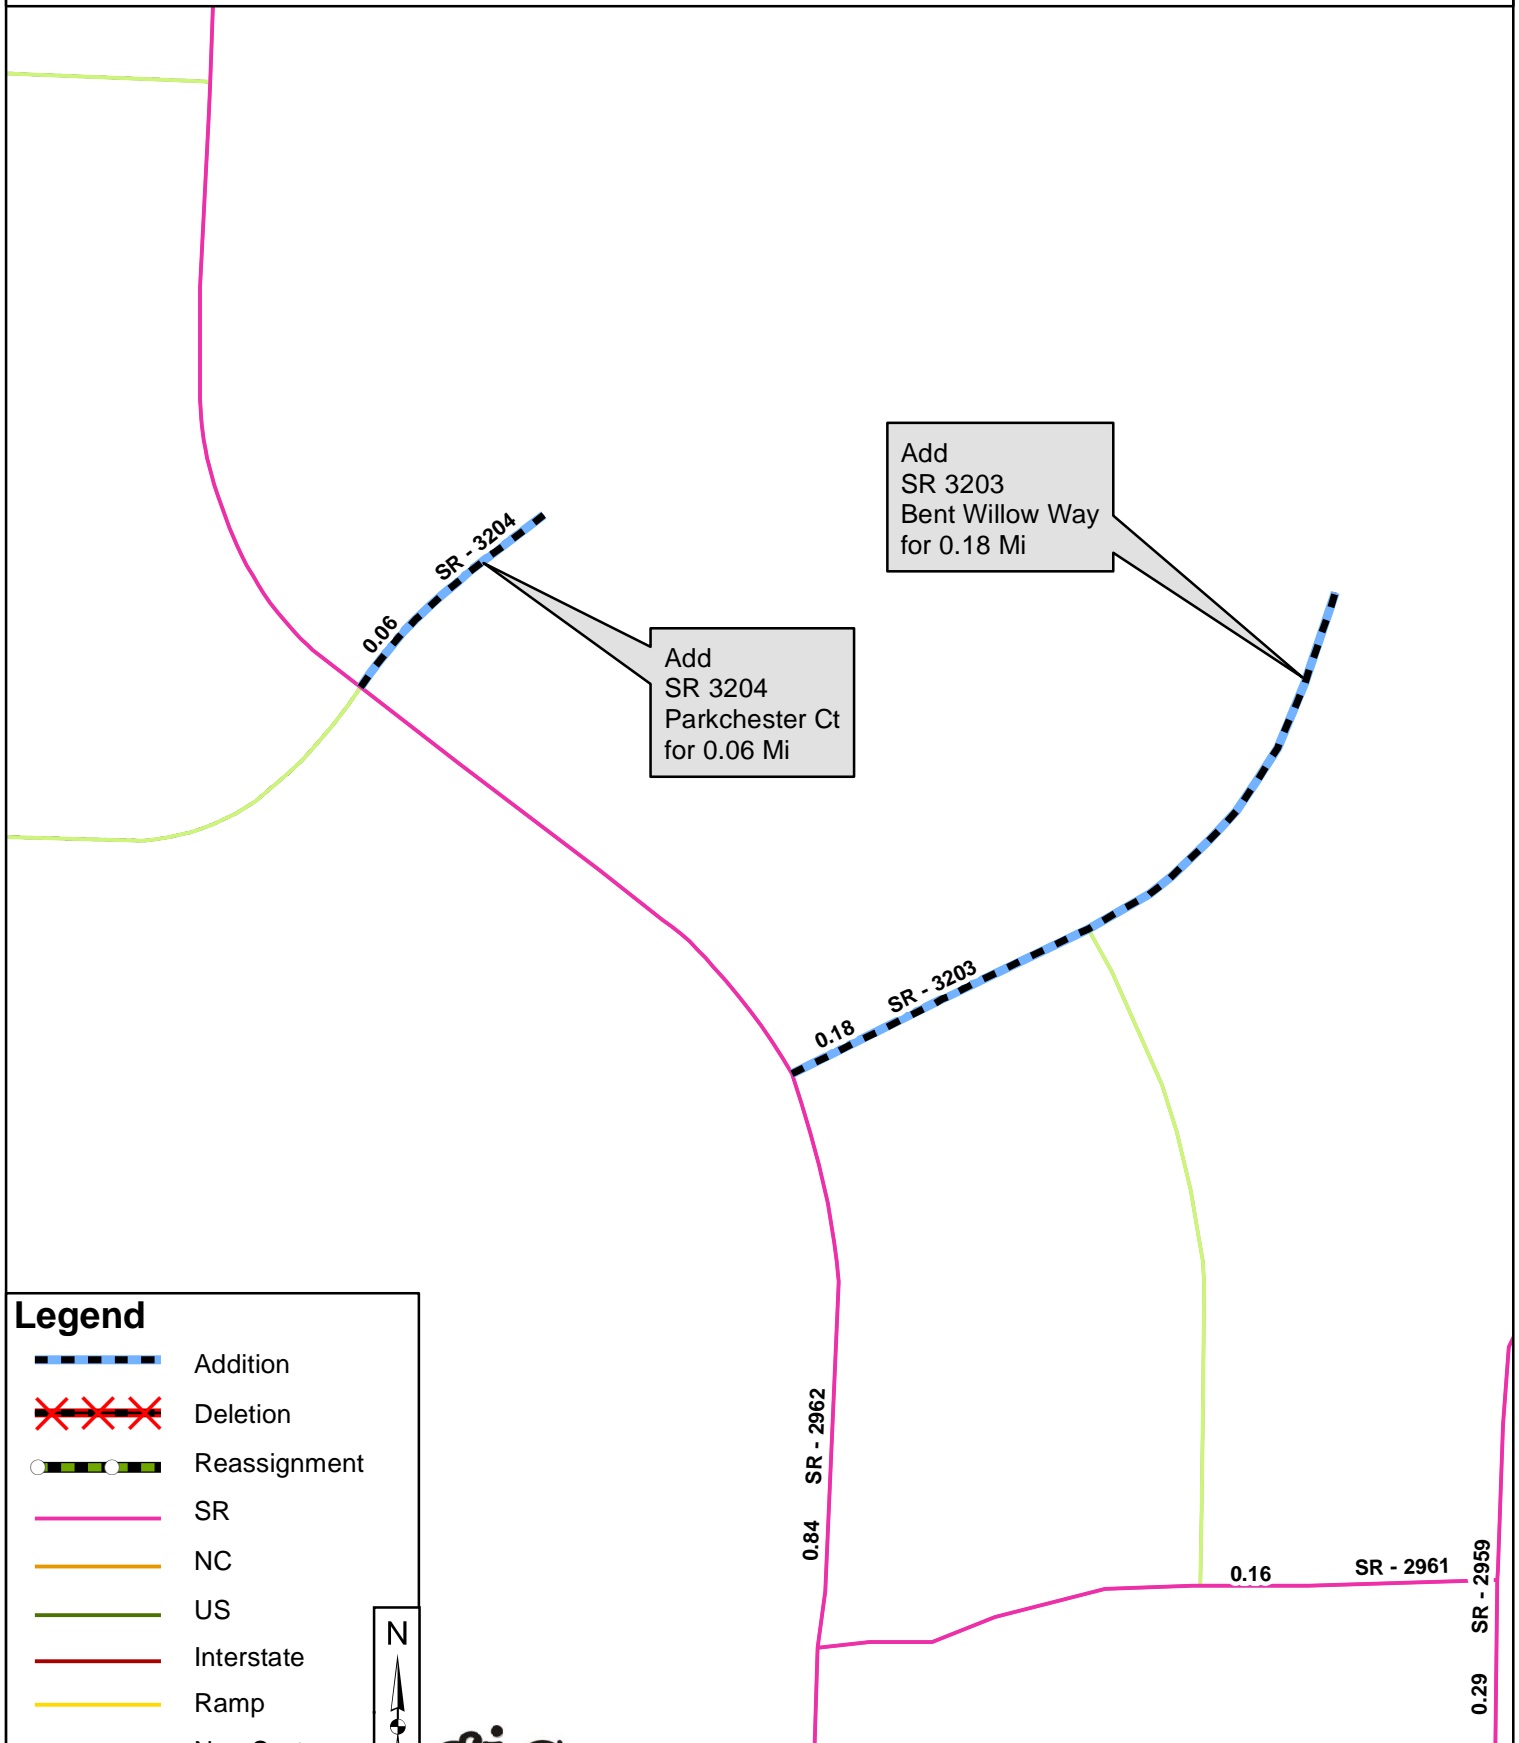 Add
SR 3203
Bent Willow Way
for 0.18 Mi
SR - 3204
0.06
Add
SR 3204
Parkchester Ct
for 0.06 Mi
SR - 3203
0.18
Legend
Addition
Deletion
Reassignment
SR
NC
US
Interstate
Ramp
N
SR - 2962
0.84
0.16
SR - 2961
SR - 2959
0.29